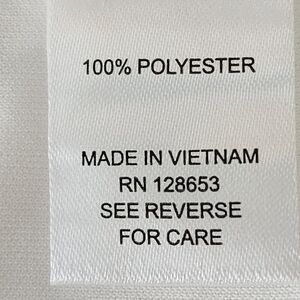 100% POLYESTER
MADE IN VIETNAM
RN 128653
SEE REVERSE
FOR CARE